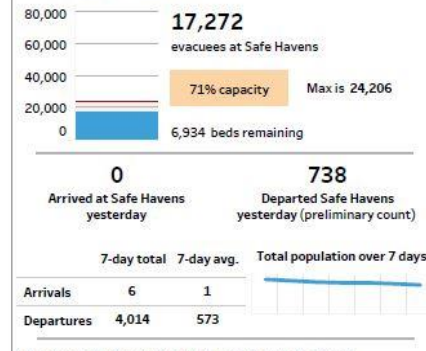 80,000
60,000
40,000
20,000
0
17,272
evacuees at Safe Havens
71% capacity Max is 24,206
6,934 beds remaining
0
Arrived at Safe Havens
yesterday
738
Departed Safe Havens
yesterday (preliminary count)
7-day total 7-day avg. Total population over 7 days
Arrivals 6 1
Departures 4,014 573